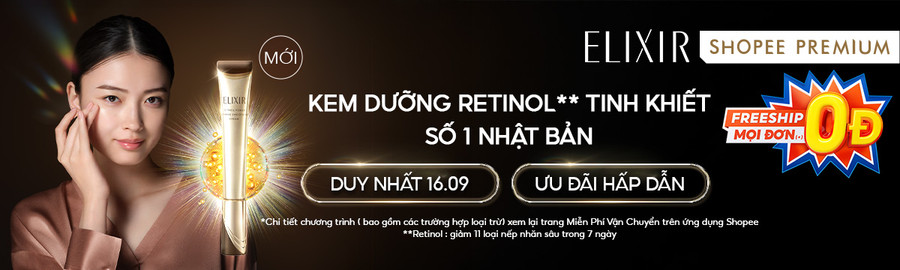 ELIXIR SHOPEE PREMIUM
MỚI
ELIXIR
KEM DƯỠNG RETINOL** TINH KHIẾT
SỐ 1 NHẬT BẢN
FREESHIP
MỌI ĐƠN(*)
0Đ
DUY NHẤT 16.09
ƯU ĐÃI HẤP DẪN
*Chi tiết chương trình ( bao gồm các trường hợp loại trừ) xem lại trang Miễn Phí Vận Chuyển trên ứng dụng Shopee
**Retinol : giảm 11 loại nếp nhăn sâu trong 7 ngày